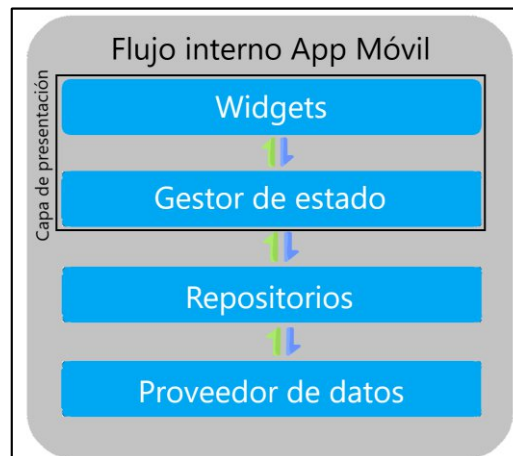 Flujo interno App Móvil
Capa de presentación
Widgets
Gestor de estado
Repositorios
Proveedor de datos